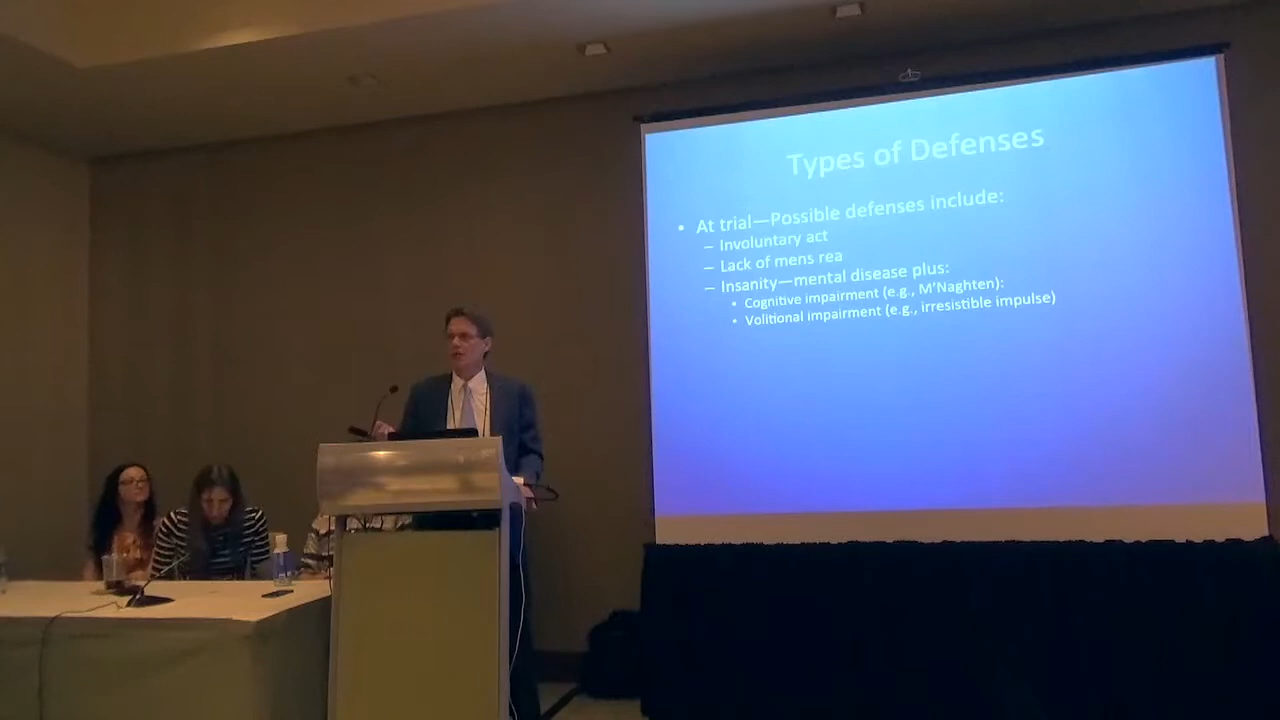 Types of Defenses
• At trial—Possible defenses include:
– Involuntary act
– Lack of mens rea
– Insanity—mental disease plus:
• Cognitive impairment (e.g., M'Naghten):
• Volitional impairment (e.g., irresistible impulse)